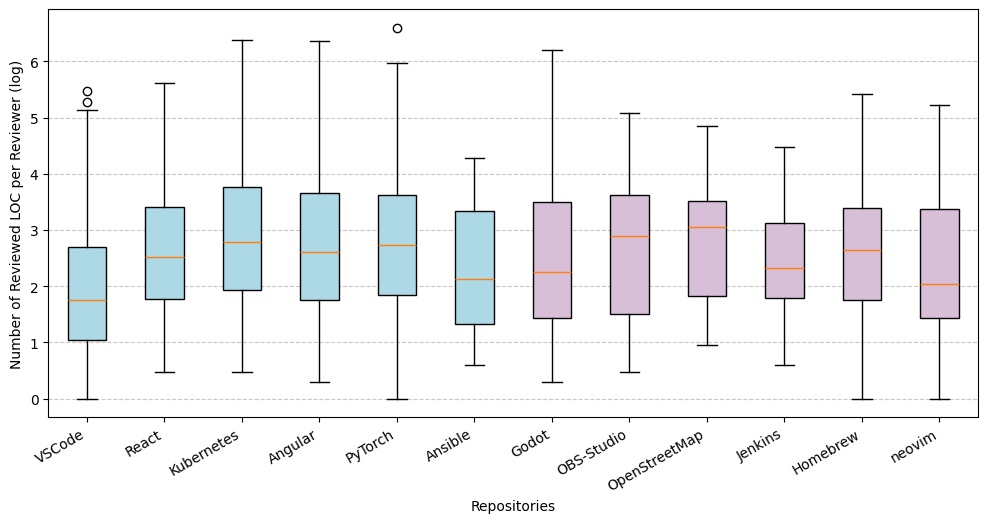 Number of Reviewed LOC per Reviewer (log)
6
5
4
3
2
1
0
VSCode
React
Kubernetes
Angular
PyTorch
Ansible
Godot
OBS-Studio
OpenStreetMap
Jenkins
Homebrew
neovim
Repositories